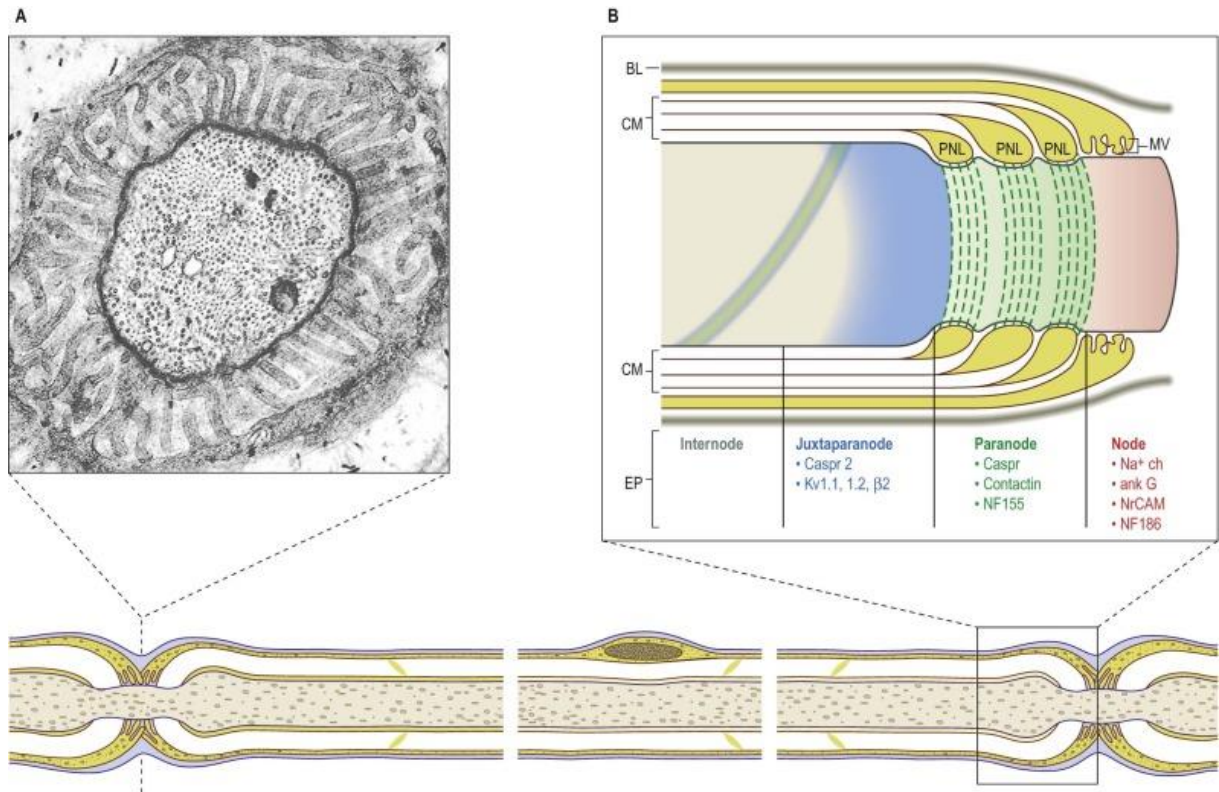 A
B
BL
CM
PNL
PNL
PNL
MV
CM
EP
Internode
Juxtaparanode
• Caspr 2
• Kv1.1, 1.2, β2
Paranode
• Caspr
• Contactin
• NF155
Node
• Na⁺ ch
• ank G
• NrCAM
• NF186